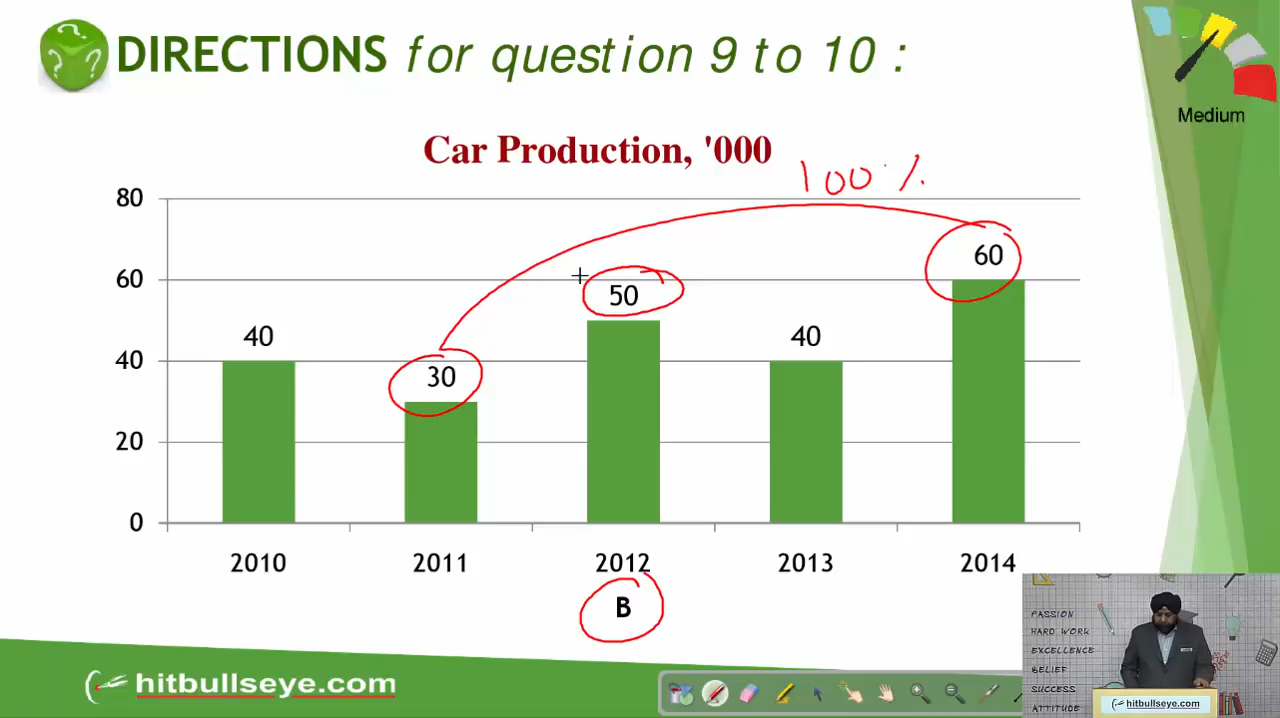 DIRECTIONS for question 9 to 10 :
Medium
Car Production, '000
100%
80
60
60
50
40
40
40
30
20
0
2010 2011 2012 2013 2014
B
PASSION
HARD WORK
EXCELLENCE
BELIEF
SUCCESS
ATTITUDE
hitbullseye.com
hitbullseye.com